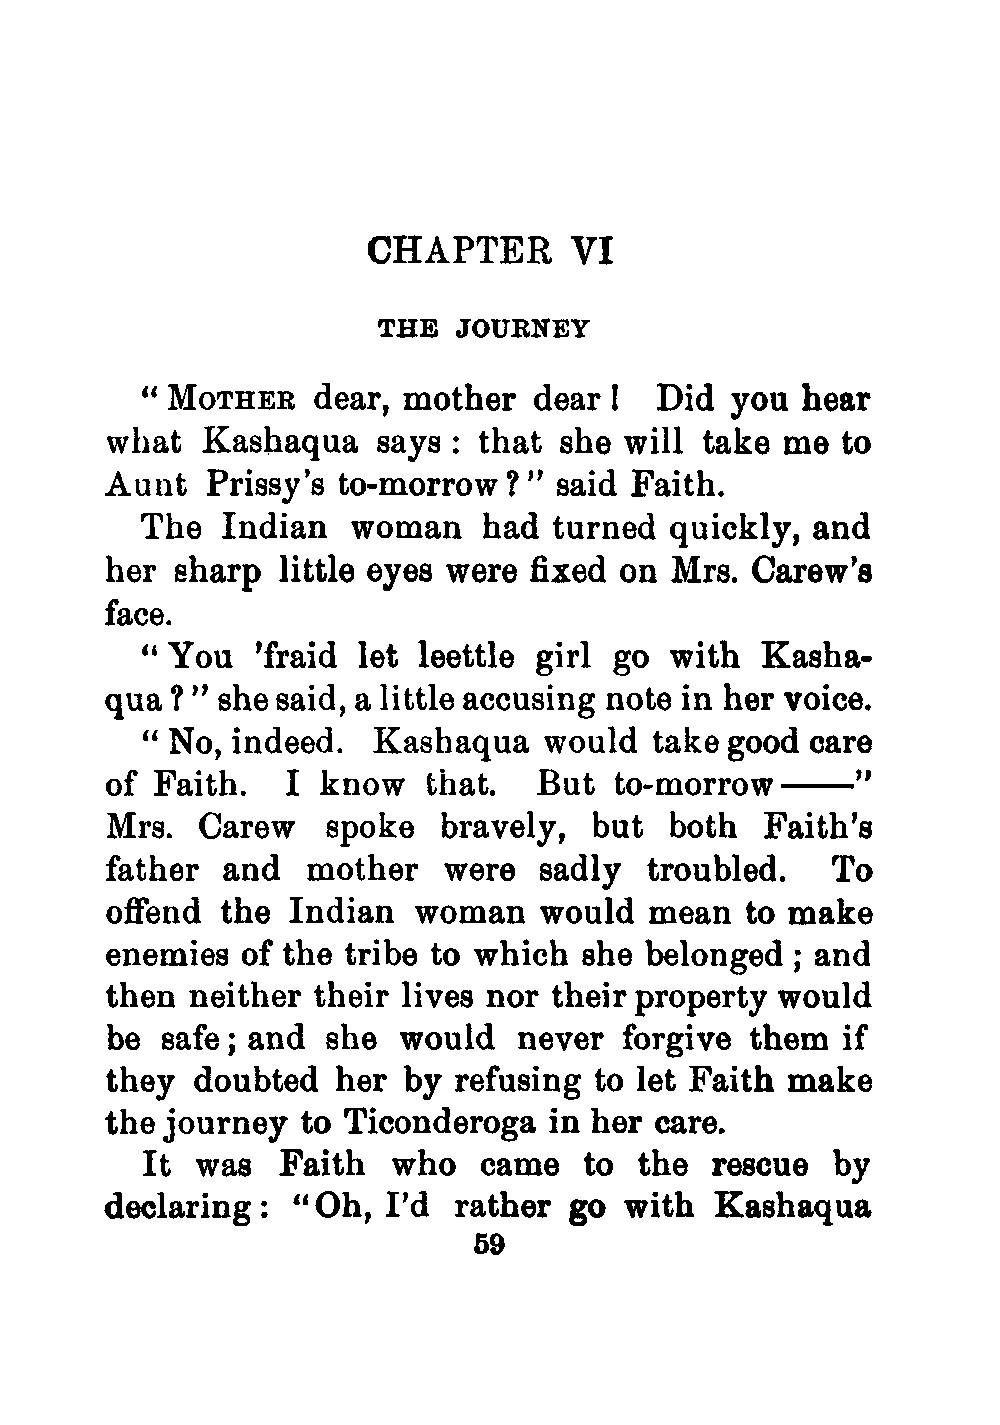 CHAPTER VI
THE JOURNEY
“ MOTHER dear, mother dear ! Did you hear
what Kashaqua says : that she will take me to
Aunt Prissy’s to-morrow ? ” said Faith.
The Indian woman had turned quickly, and
her sharp little eyes were fixed on Mrs. Carew’s
face.
“ You ’fraid let leettle girl go with Kasha-
qua ? ” she said, a little accusing note in her voice.
“ No, indeed. Kashaqua would take good care
of Faith. I know that. But to-morrow ——”
Mrs. Carew spoke bravely, but both Faith’s
father and mother were sadly troubled. To
offend the Indian woman would mean to make
enemies of the tribe to which she belonged ; and
then neither their lives nor their property would
be safe ; and she would never forgive them if
they doubted her by refusing to let Faith make
the journey to Ticonderoga in her care.
It was Faith who came to the rescue by
declaring : “Oh, I’d rather go with Kashaqua
59